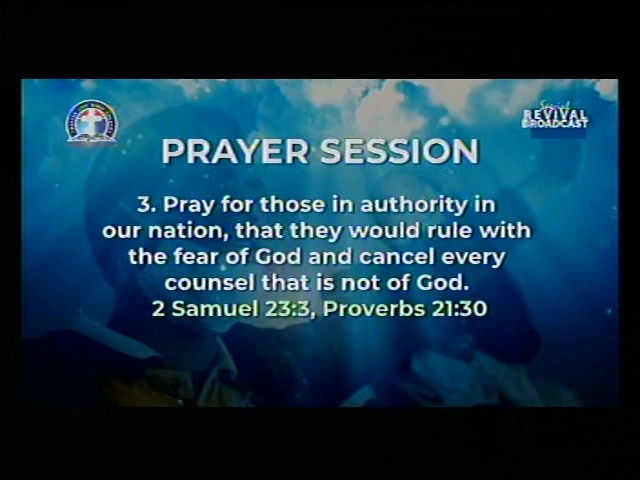 Special
REVIVAL
BROADCAST
PRAYER SESSION
3. Pray for those in authority in
our nation, that they would rule with
the fear of God and cancel every
counsel that is not of God.
2 Samuel 23:3, Proverbs 21:30